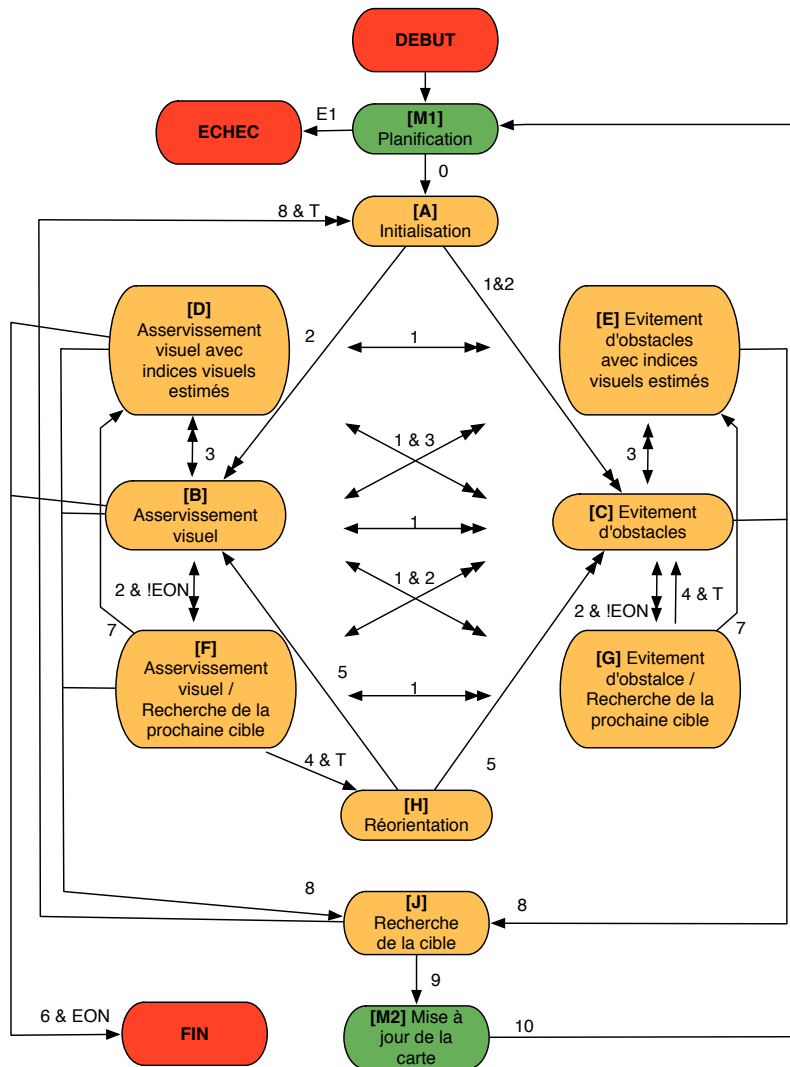 DEBUT
E1
[M1]
Planification
ECHEC
0
[A]
Initialisation
8 & T
1&2
2
[D]
Asservissement
visuel avec
indices visuels
estimés
1
[E] Evitement
d'obstacles
avec indices
visuels estimés
3
1 & 3
3
[B]
Asservissement
visuel
1
[C] Evitement
d'obstacles
2 & !EON
1 & 2
2 & !EON
4 & T
7
7
[F]
Asservissement
visuel /
Recherche de la
prochaine cible
5
1
[G] Evitement
d'obstalce /
Recherche de la
prochaine cible
4 & T
5
[H]
Réorientation
8
[J]
Recherche
de la cible
8
9
6 & EON
FIN
[M2] Mise à
jour de la
carte
10